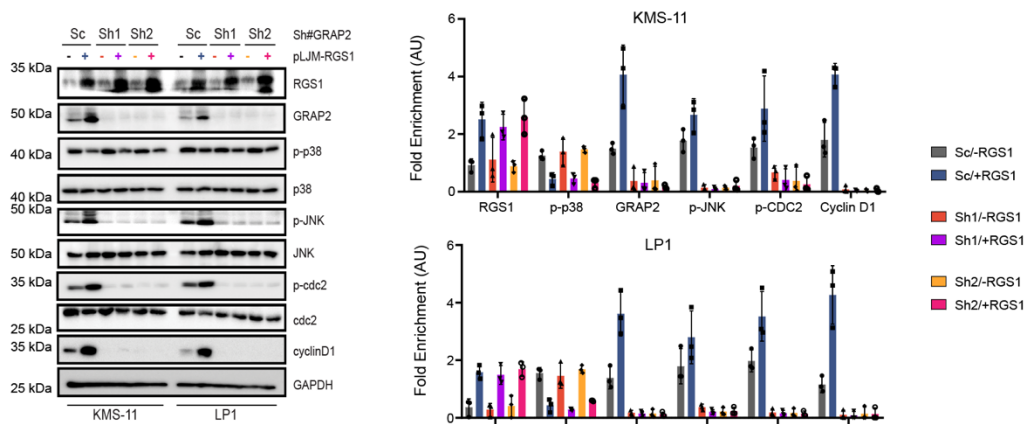 Sc Sh1 Sh2 Sc Sh1 Sh2 Sh#GRAP2
- + - + - + - + - + - + pLJM-RGS1
35 kDa RGS1
50 kDa GRAP2
40 kDa p-p38
40 kDa p38
50 kDa p-JNK
50 kDa JNK
35 kDa p-cdc2
25 kDa cdc2
35 kDa cyclinD1
25 kDa GAPDH
KMS-11 LP1
KMS-11
Fold Enrichment (AU)
6
4
2
0
RGS1 p-p38 GRAP2 p-JNK p-CDC2 Cyclin D1
LP1
Fold Enrichment (AU)
6
4
2
0
Sc/-RGS1
Sc/+RGS1
Sh1/-RGS1
Sh1/+RGS1
Sh2/-RGS1
Sh2/+RGS1